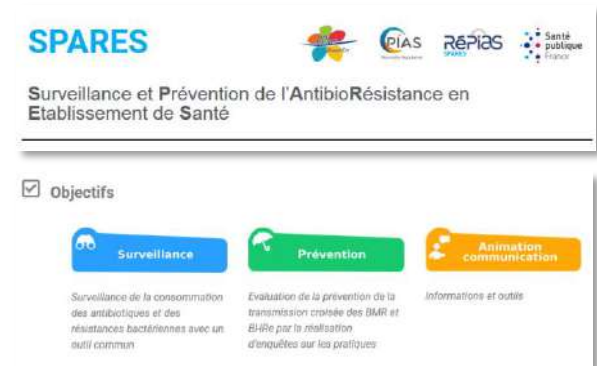 SPARES
PIAS
RéPIAS
SPARES
Santé
publique
France
Surveillance et Prévention de l'AntibioRésistance en
Etablissement de Santé
Objectifs
Surveillance
Prévention
Animation
communication
Surveillance de la consommation
des antibiotiques et des
résistances bactériennes avec un
outil commun
Evaluation de la prévention de la
transmission croisée des BMR et
BHRe par la réalisation
d'enquêtes sur les pratiques
Informations et outils